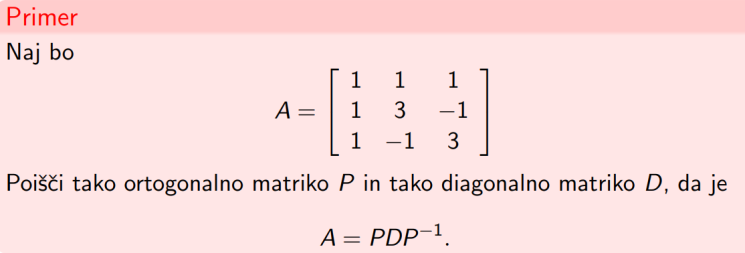 Primer
Naj bo
A = [ 1 1 1
1 3 −1
1 −1 3 ]
Poišči tako ortogonalno matriko P in tako diagonalno matriko D, da je
A = PDP⁻¹.